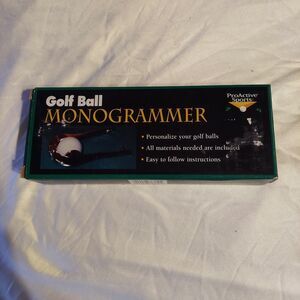 Golf Ball
MONOGRAMMER
ProActive
Sports
• Personalize your golf balls
• All materials needed are included
• Easy to follow instructions